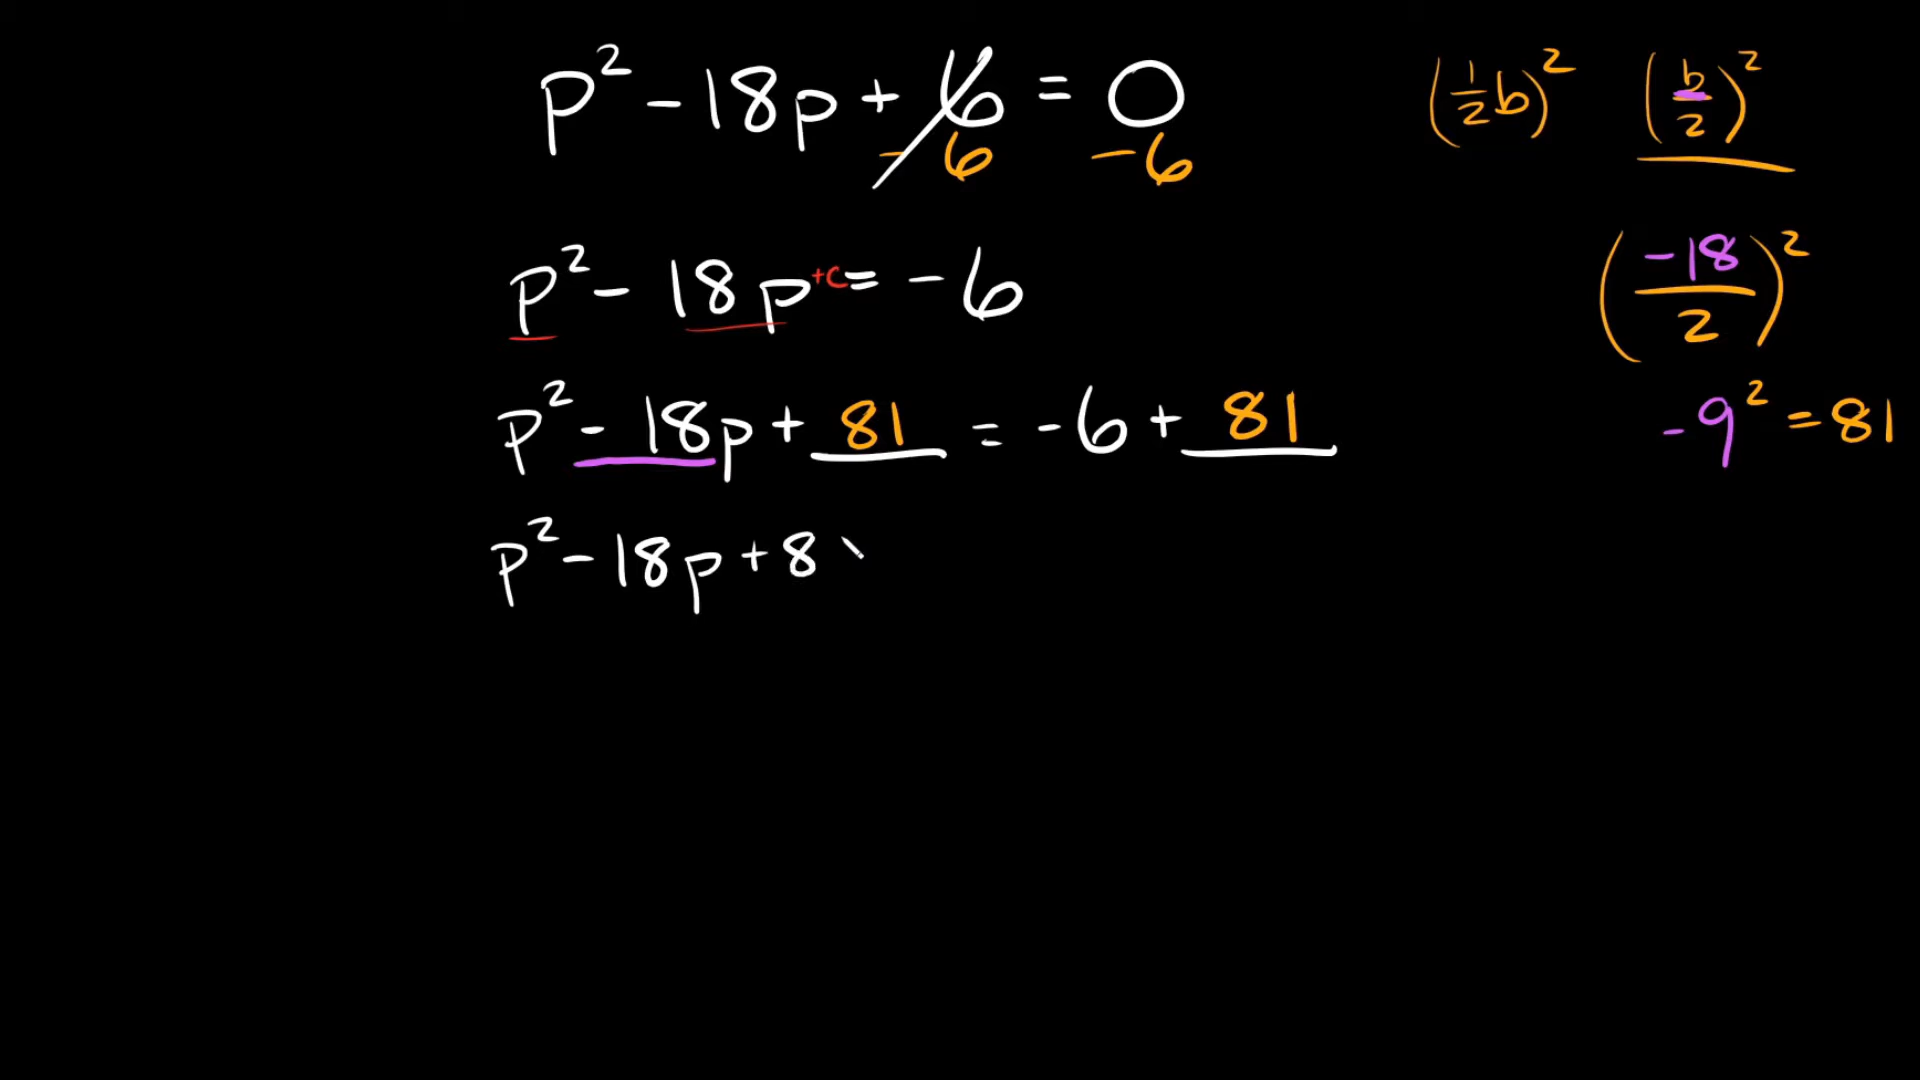 p² - 18p + 6 = 0
- 6 - 6
(½b)² (b/2)²
p² - 18p +c = - 6
(-18/2)²
p² - 18p + 81 = - 6 + 81
-9² = 81
p² - 18p + 8